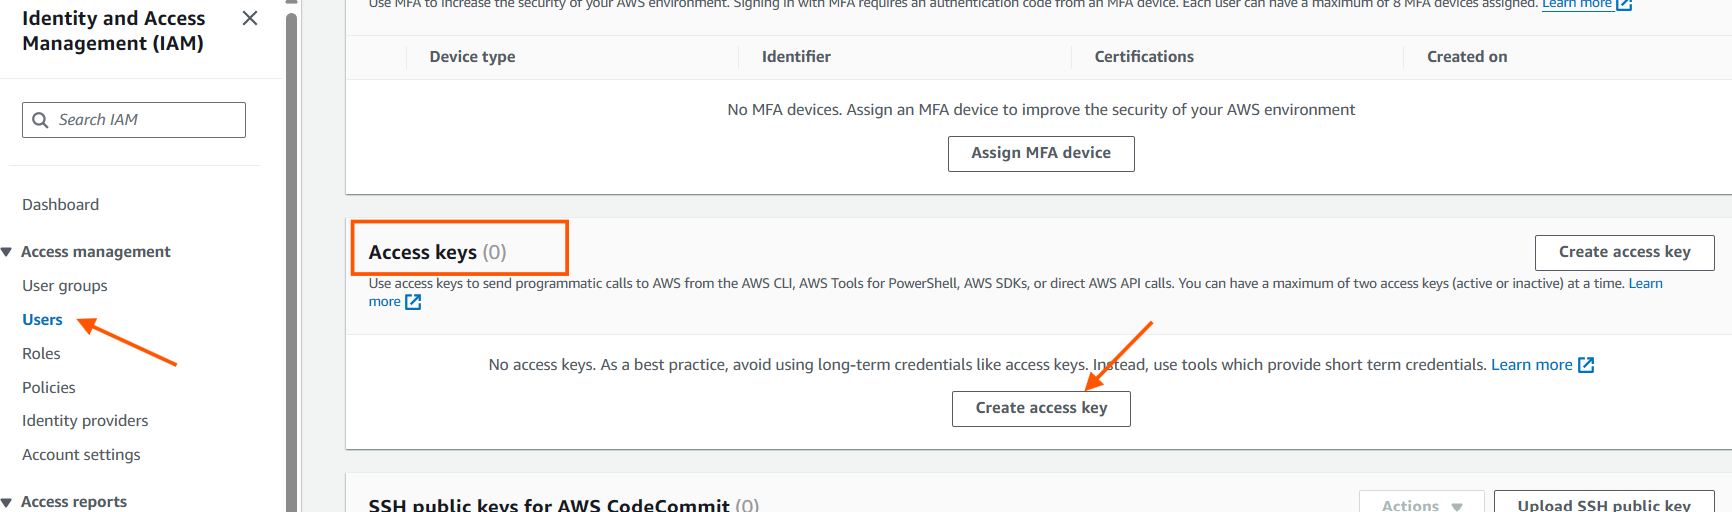 Identity and Access
Management (IAM)
Search IAM
Dashboard
Access management
User groups
Users
Roles
Policies
Identity providers
Account settings
Access reports
Use MFA to increase the security of your AWS environment. Signing in with MFA requires an authentication code from an MFA device. Each user can have a maximum of 8 MFA devices assigned. Learn more
Device type Identifier Certifications Created on
No MFA devices. Assign an MFA device to improve the security of your AWS environment
Assign MFA device
Access keys (0)
Create access key
Use access keys to send programmatic calls to AWS from the AWS CLI, AWS Tools for PowerShell, AWS SDKs, or direct AWS API calls. You can have a maximum of two access keys (active or inactive) at a time. Learn
more
No access keys. As a best practice, avoid using long-term credentials like access keys. Instead, use tools which provide short term credentials. Learn more
Create access key
SSH public keys for AWS CodeCommit (0)
Actions
Upload SSH public key